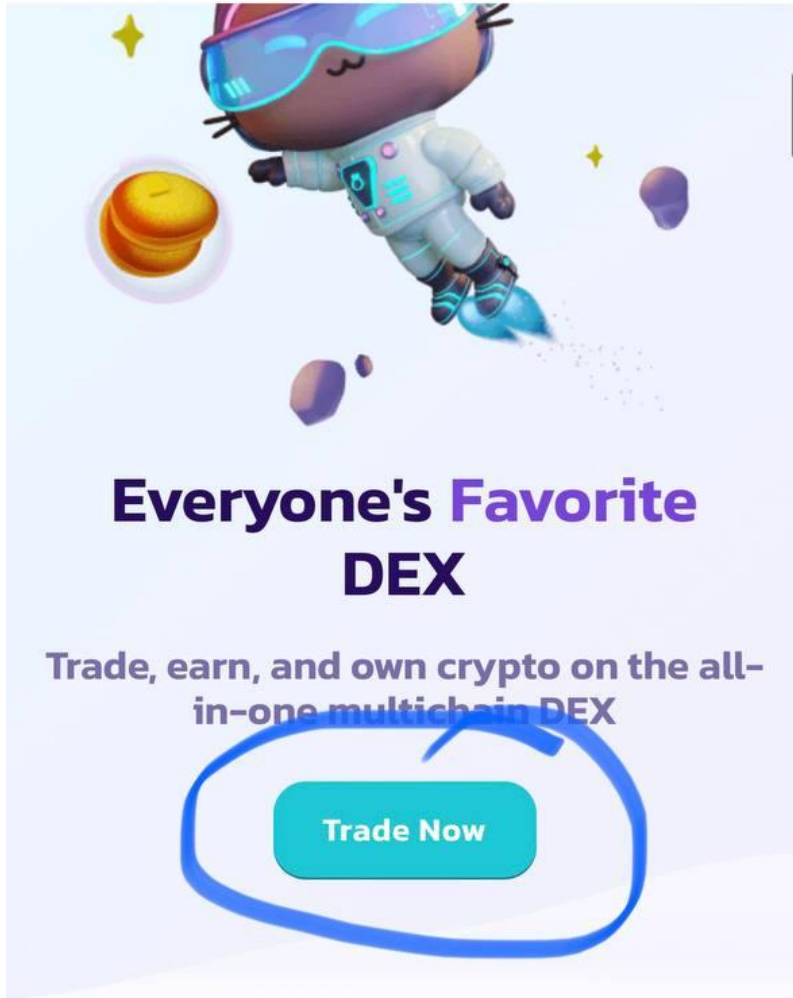 Everyone's Favorite
DEX
Trade, earn, and own crypto on the all-
in-one multichain DEX
Trade Now